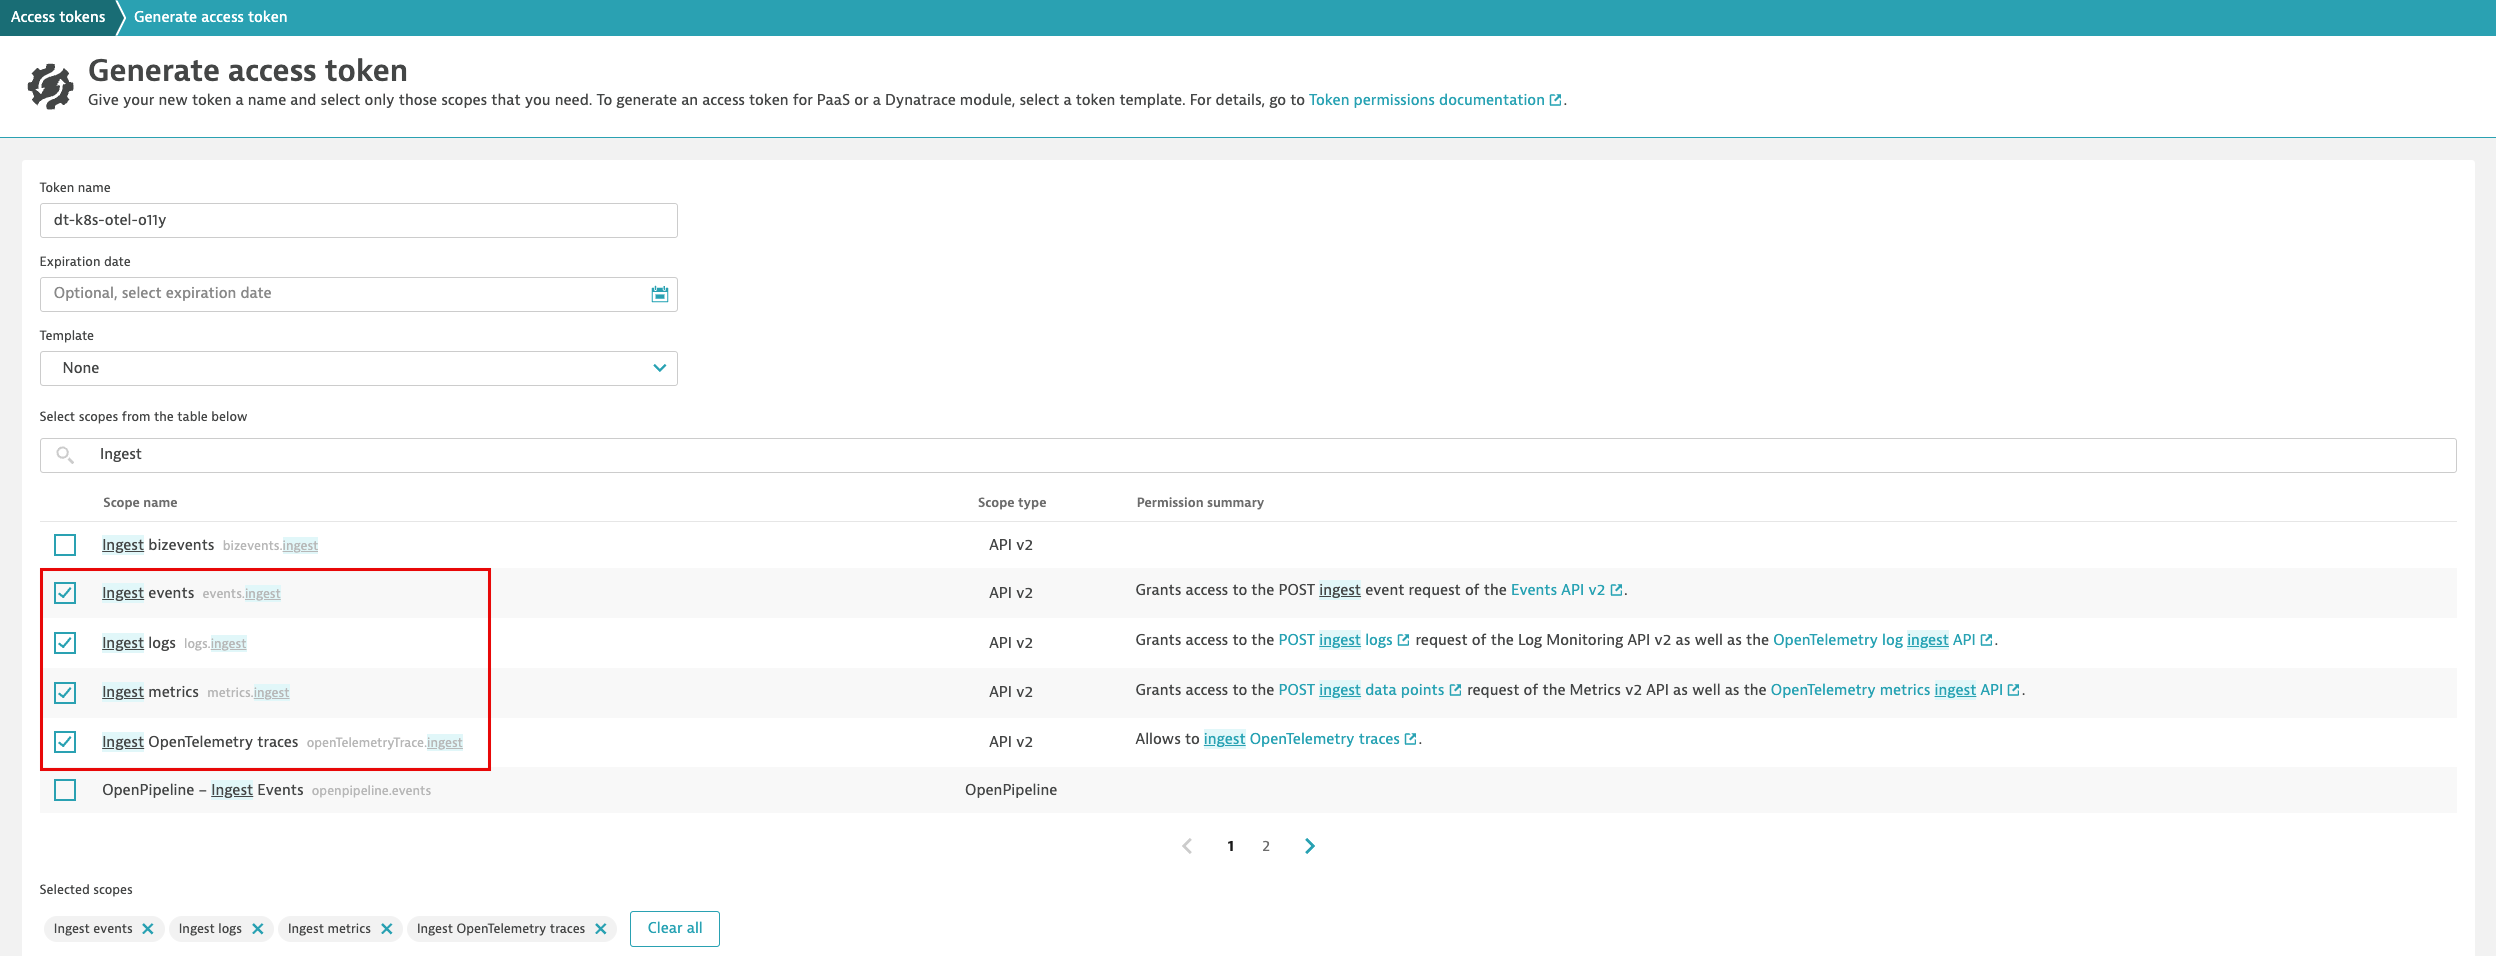 Access tokens Generate access token
Generate access token
Give your new token a name and select only those scopes that you need. To generate an access token for PaaS or a Dynatrace module, select a token template. For details, go to Token permissions documentation.
Token name
dt-k8s-otel-o11y
Expiration date
Optional, select expiration date
Template
None
Select scopes from the table below
Ingest
Scope name Scope type Permission summary
Ingest bizevents bizevents.ingest API v2
Ingest events events.ingest API v2 Grants access to the POST ingest event request of the Events API v2.
Ingest logs logs.ingest API v2 Grants access to the POST ingest logs request of the Log Monitoring API v2 as well as the OpenTelemetry log ingest API.
Ingest metrics metrics.ingest API v2 Grants access to the POST ingest data points request of the Metrics v2 API as well as the OpenTelemetry metrics ingest API.
Ingest OpenTelemetry traces openTelemetryTrace.ingest API v2 Allows to ingest OpenTelemetry traces.
OpenPipeline – Ingest Events openpipeline.events OpenPipeline
1 2
Selected scopes
Ingest events Ingest logs Ingest metrics Ingest OpenTelemetry traces Clear all